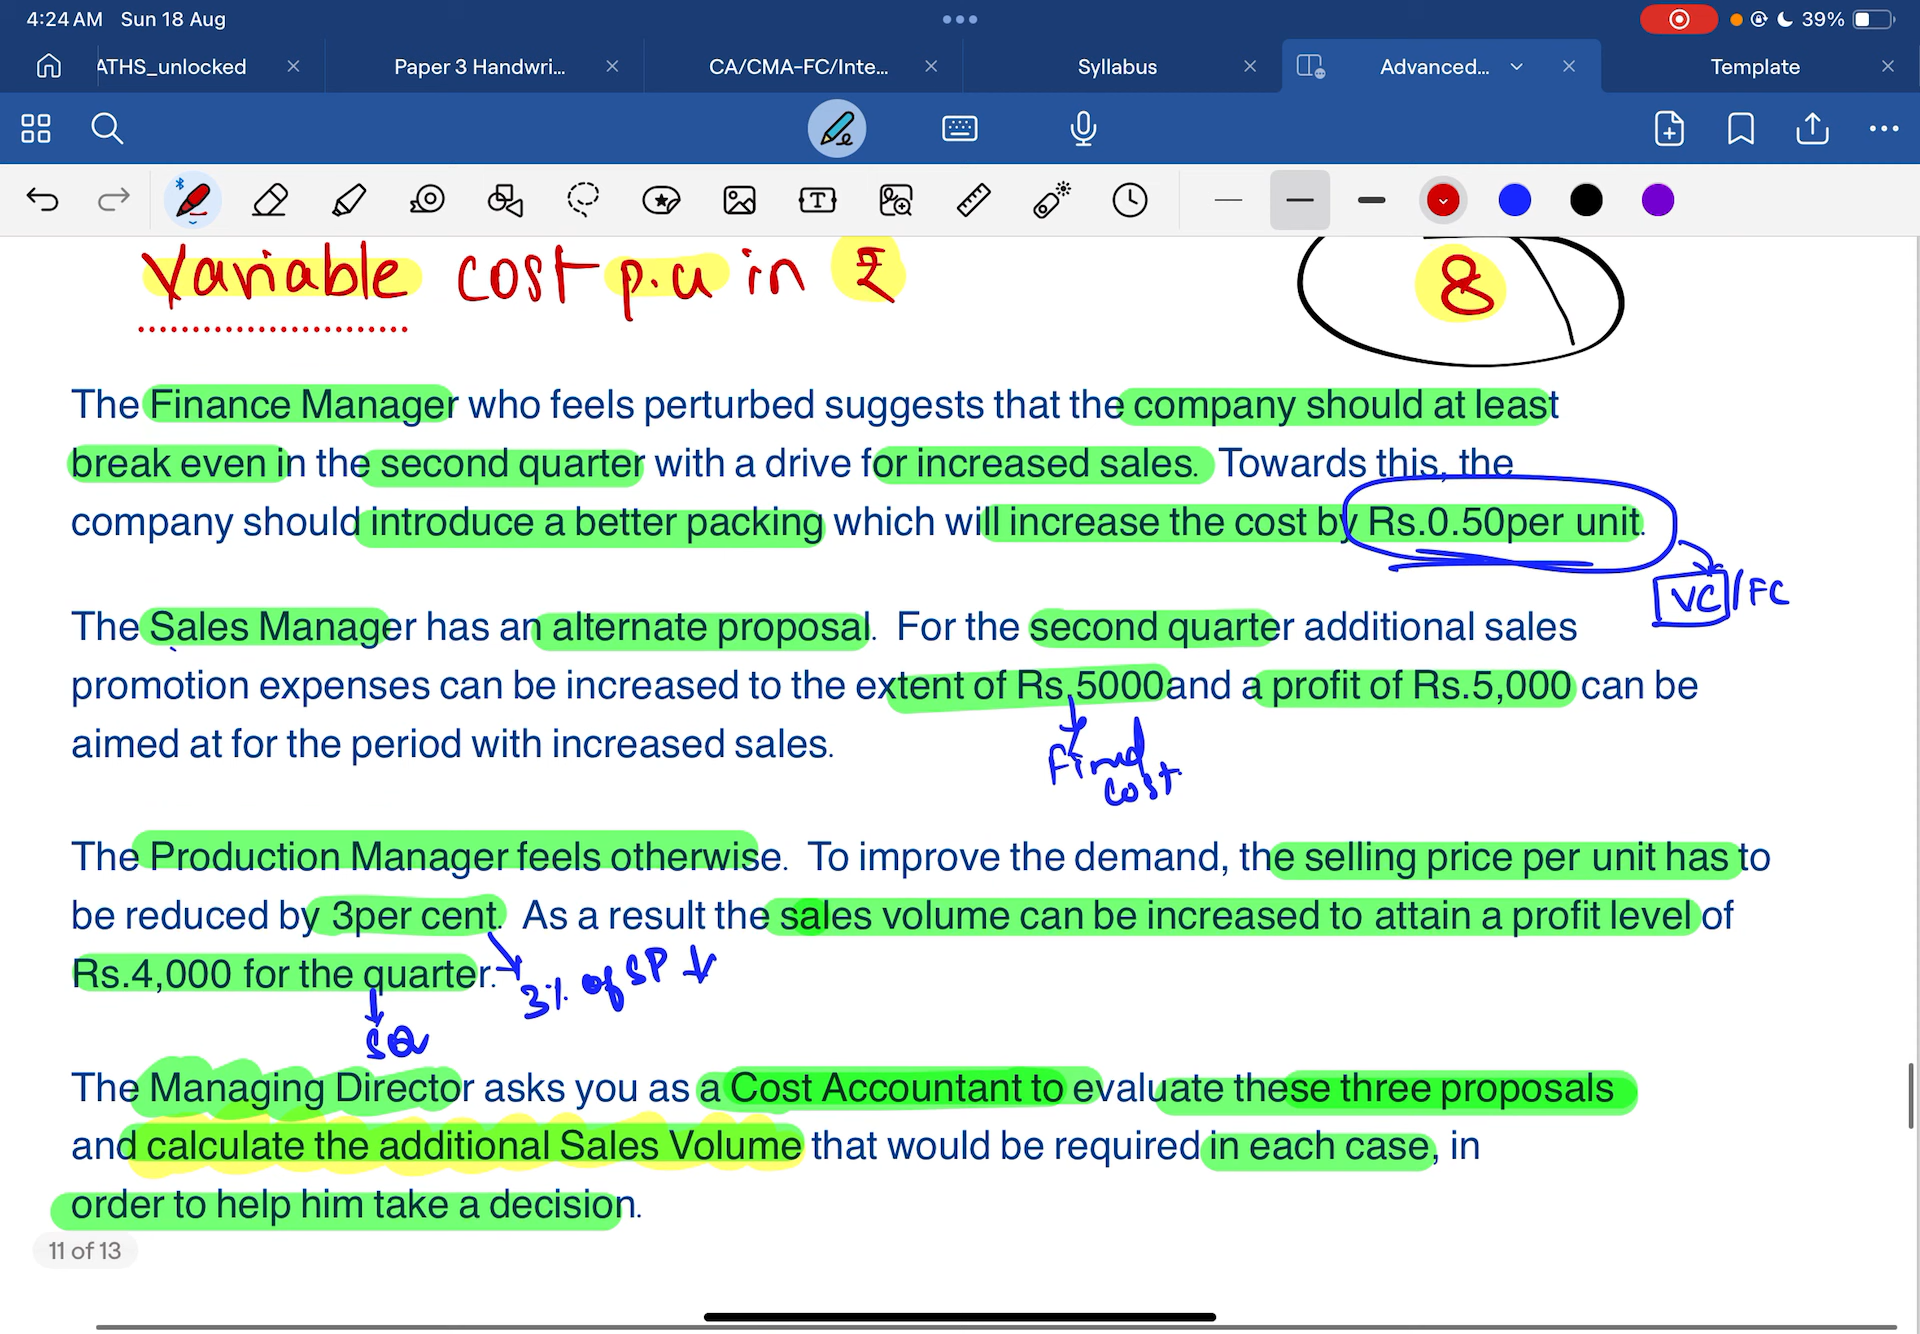 4:24 AM Sun 18 Aug 39%
ATHS_unlocked Paper 3 Handwri... CA/CMA-FC/Inte... Syllabus Advanced... Template
Variable cost p.u in ₹ 8
The Finance Manager who feels perturbed suggests that the company should at least
break even in the second quarter with a drive for increased sales. Towards this, the
company should introduce a better packing which will increase the cost by Rs.0.50per unit.
VC/FC
The Sales Manager has an alternate proposal. For the second quarter additional sales
promotion expenses can be increased to the extent of Rs.5000and a profit of Rs.5,000 can be
aimed at for the period with increased sales.
Fixed
cost
The Production Manager feels otherwise. To improve the demand, the selling price per unit has to
be reduced by 3per cent. As a result the sales volume can be increased to attain a profit level of
Rs.4,000 for the quarter.
3% of SP ↓
SQ
The Managing Director asks you as a Cost Accountant to evaluate these three proposals
and calculate the additional Sales Volume that would be required in each case, in
order to help him take a decision.
11 of 13